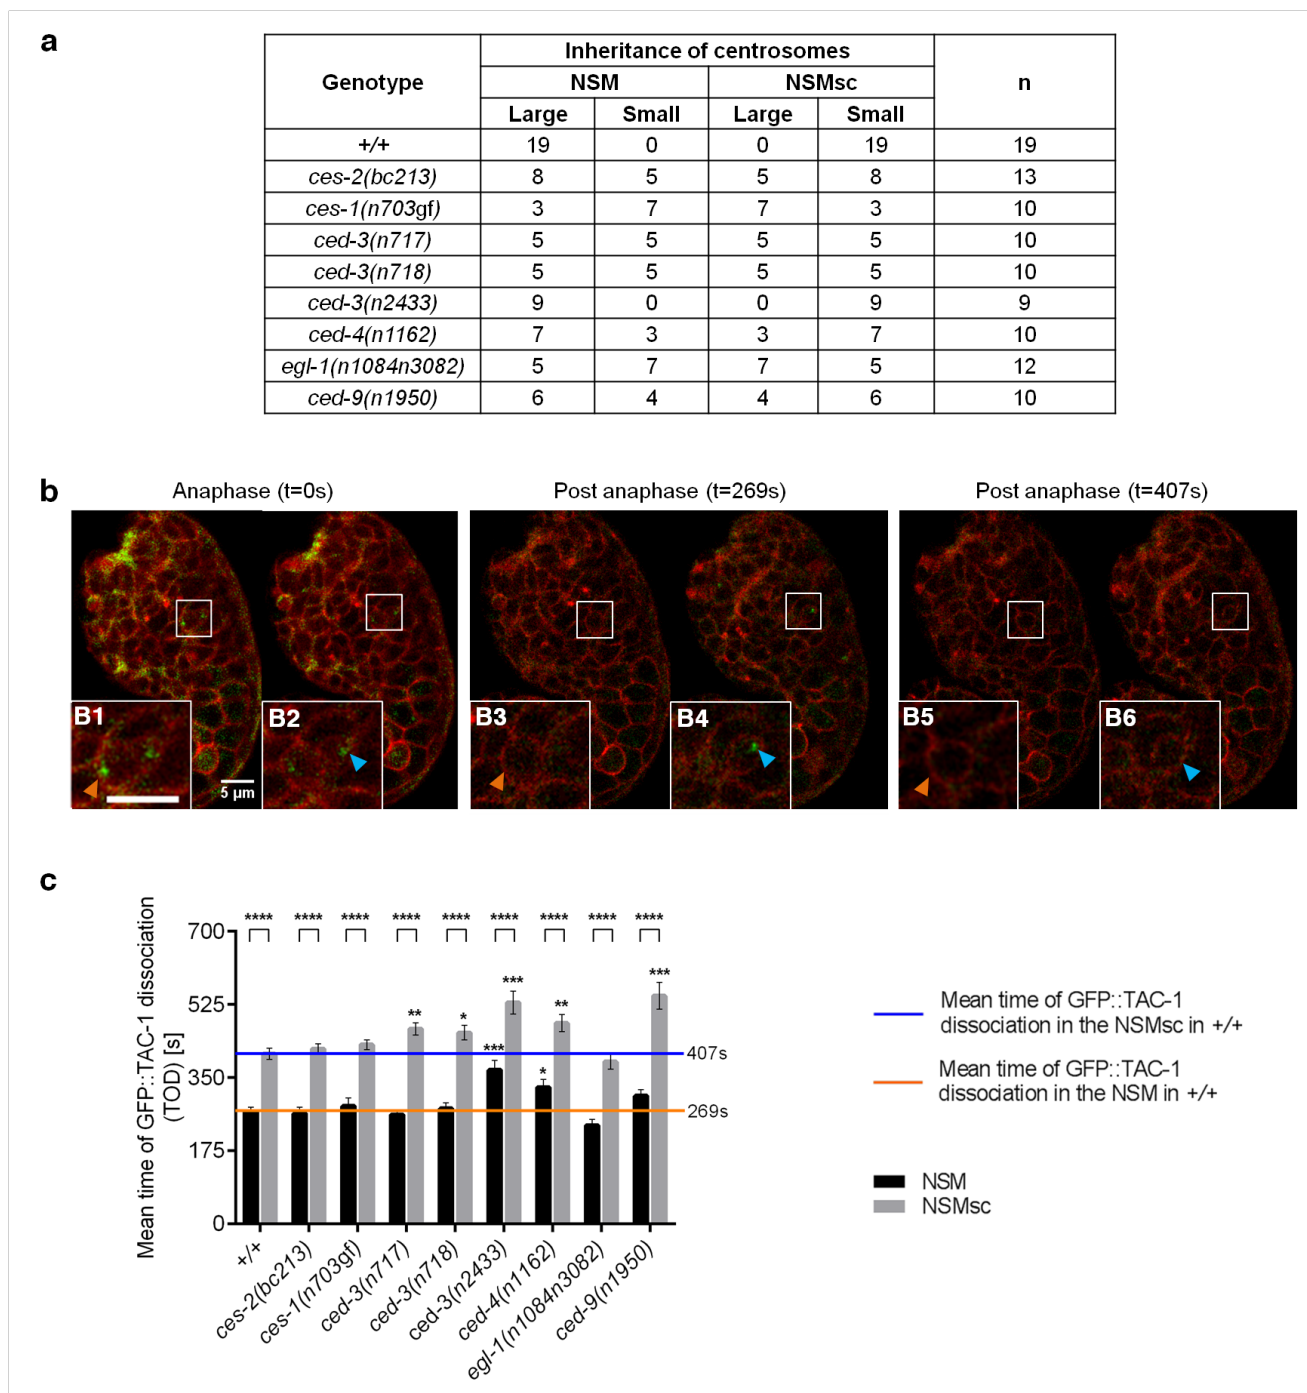 a
Genotype
Inheritance of centrosomes
n
NSM
NSMsc
Large
Small
Large
Small
+/+ 19 0 0 19 19
ces-2(bc213) 8 5 5 8 13
ces-1(n703gf) 3 7 7 3 10
ced-3(n717) 5 5 5 5 10
ced-3(n718) 5 5 5 5 10
ced-3(n2433) 9 0 0 9 9
ced-4(n1162) 7 3 3 7 10
egl-1(n1084n3082) 5 7 7 5 12
ced-9(n1950) 6 4 4 6 10
b
Anaphase (t=0s)
Post anaphase (t=269s)
Post anaphase (t=407s)
B1
B2
B3
B4
B5
B6
5 µm
c
Mean time of GFP::TAC-1 dissociation
(TOD) [s]
**** **** **** **** **** **** **** **** ****
700
525
350
175
0
** * *** *** * ** ***
407s
269s
+/+
ces-2(bc213)
ces-1(n703gf)
ced-3(n717)
ced-3(n718)
ced-3(n2433)
ced-4(n1162)
egl-1(n1084n3082)
ced-9(n1950)
Mean time of GFP::TAC-1
dissociation in the NSMsc in +/+
Mean time of GFP::TAC-1
dissociation in the NSM in +/+
NSM
NSMsc